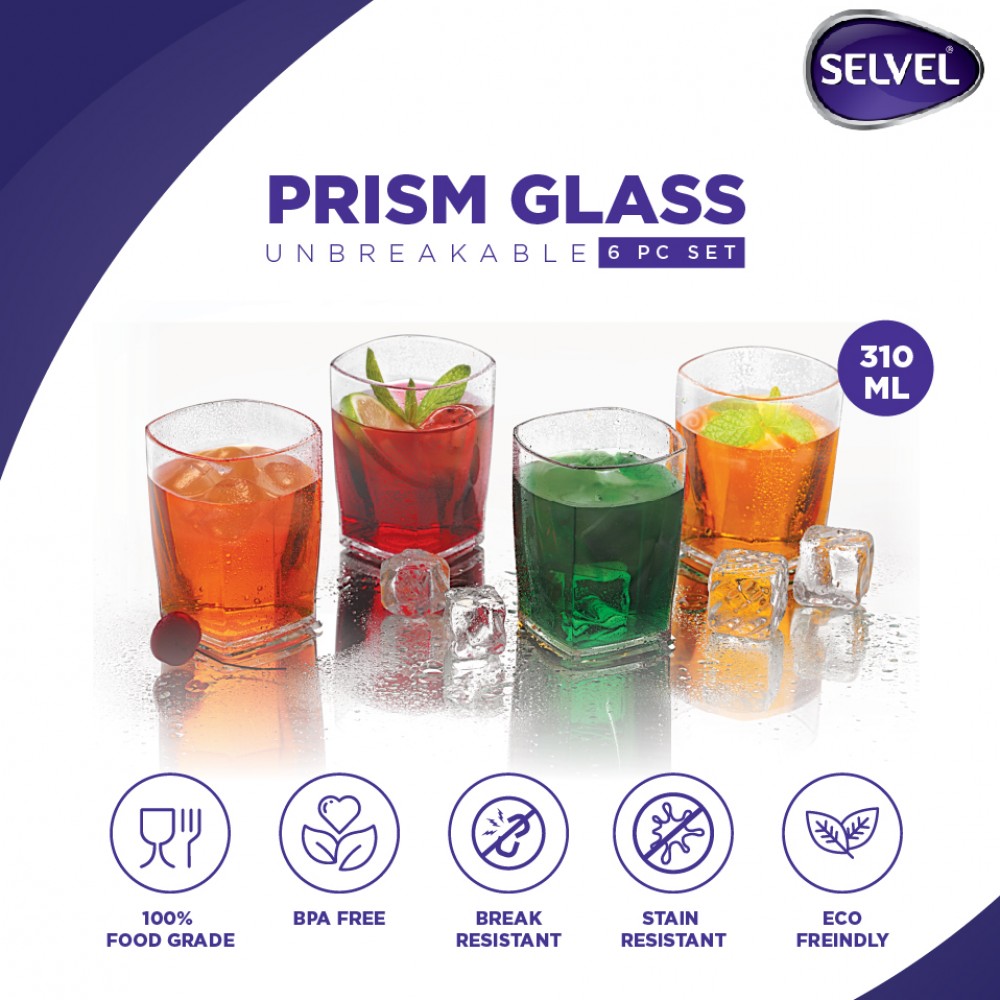 SELVEL®
PRISM GLASS
UNBREAKABLE 6 PC SET
310
ML
100%
FOOD GRADE
BPA FREE
BREAK
RESISTANT
STAIN
RESISTANT
ECO
FREINDLY